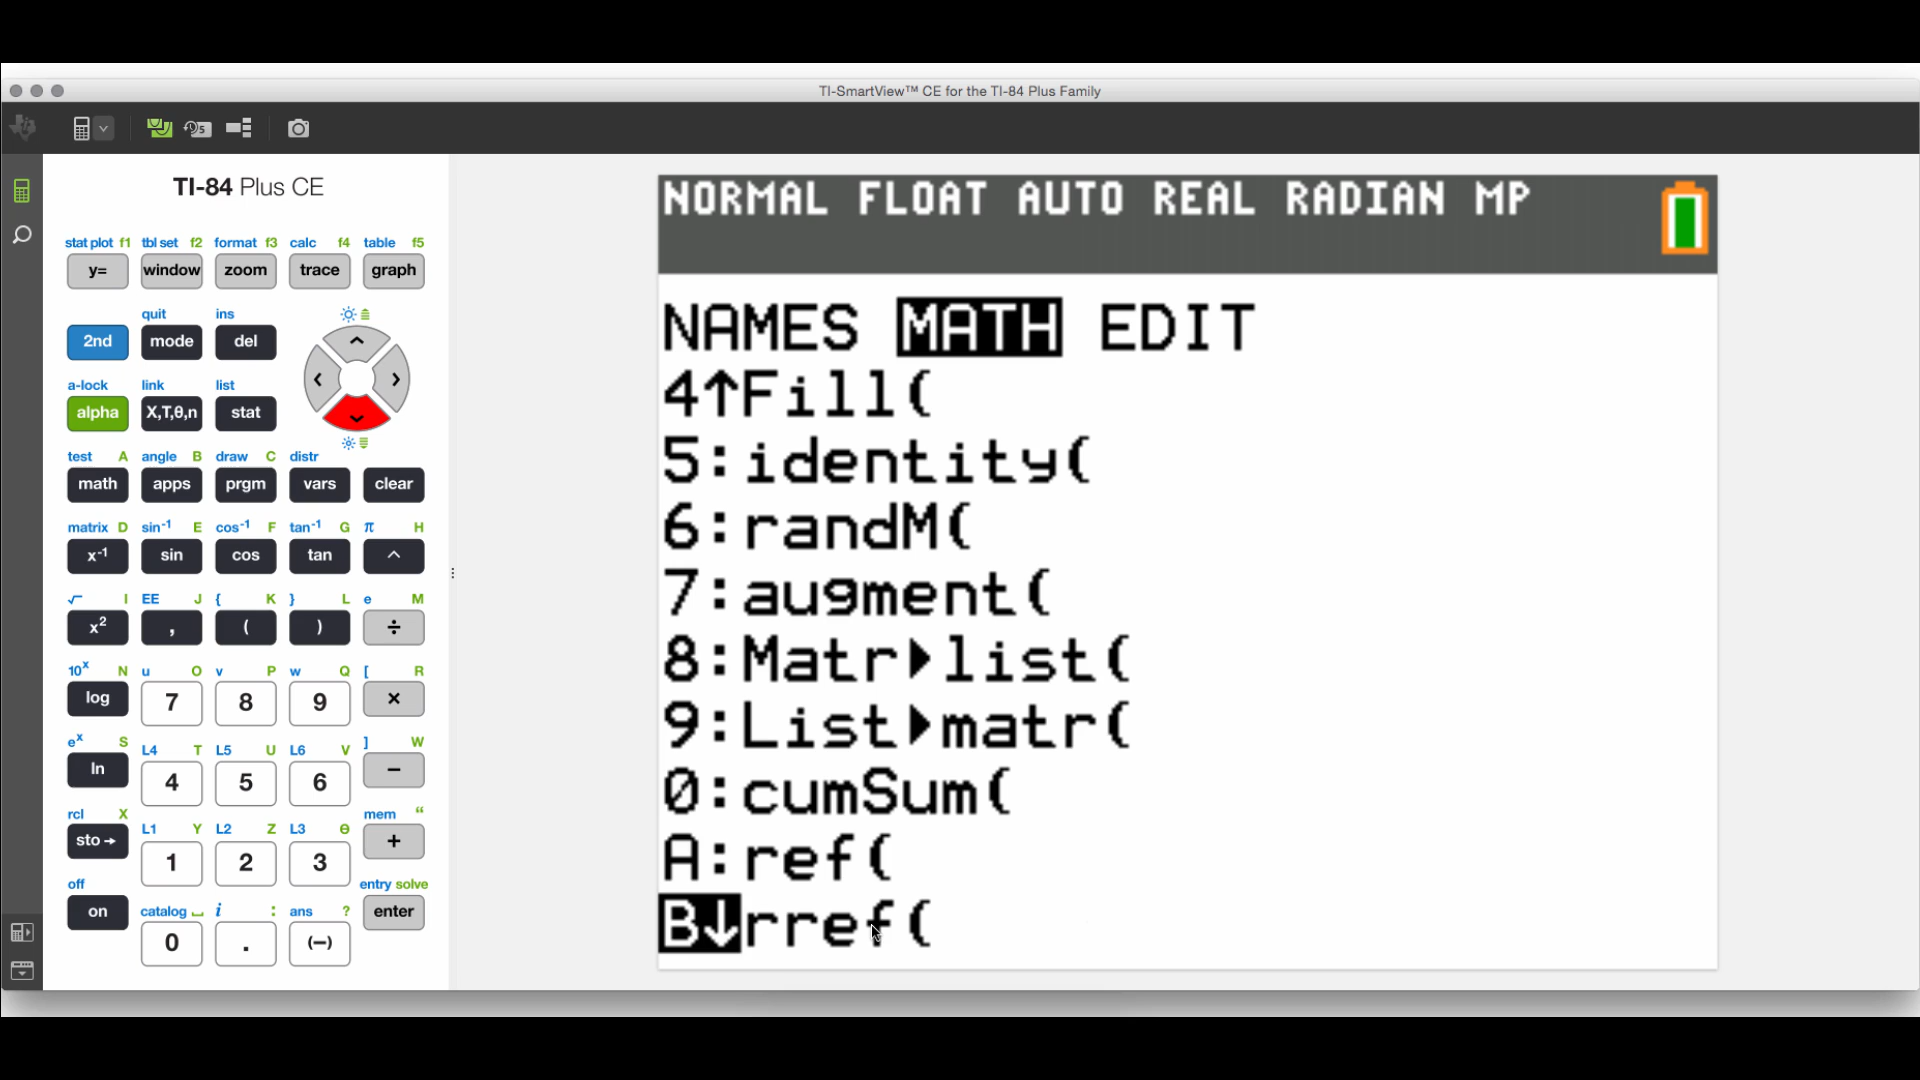 TI-SmartView™ CE for the TI-84 Plus Family
TI-84 Plus CE
stat plot f1 tbl set f2 format f3 calc f4 table f5
y= window zoom trace graph
quit ins
2nd mode del
a-lock link list
alpha X,T,θ,n stat
test A angle B draw C distr
math apps prgm vars clear
matrix D sin⁻¹ E cos⁻¹ F tan⁻¹ G π H
x⁻¹ sin cos tan ^
√ I EE J { K } L e M
x² , ( ) ÷
10ˣ N u O v P w Q [ R
log 7 8 9 ×
eˣ S L4 T L5 U L6 V ] W
ln 4 5 6 −
rcl X L1 Y L2 Z L3 θ mem “
sto→ 1 2 3 +
off catalog ⎵ i : ans ? entry solve
on 0 . (−) enter
NORMAL FLOAT AUTO REAL RADIAN MP
NAMES MATH EDIT
4↑Fill(
5:identity(
6:randM(
7:augment(
8:Matr▶list(
9:List▶matr(
0:cumSum(
A:ref(
B↓rref(